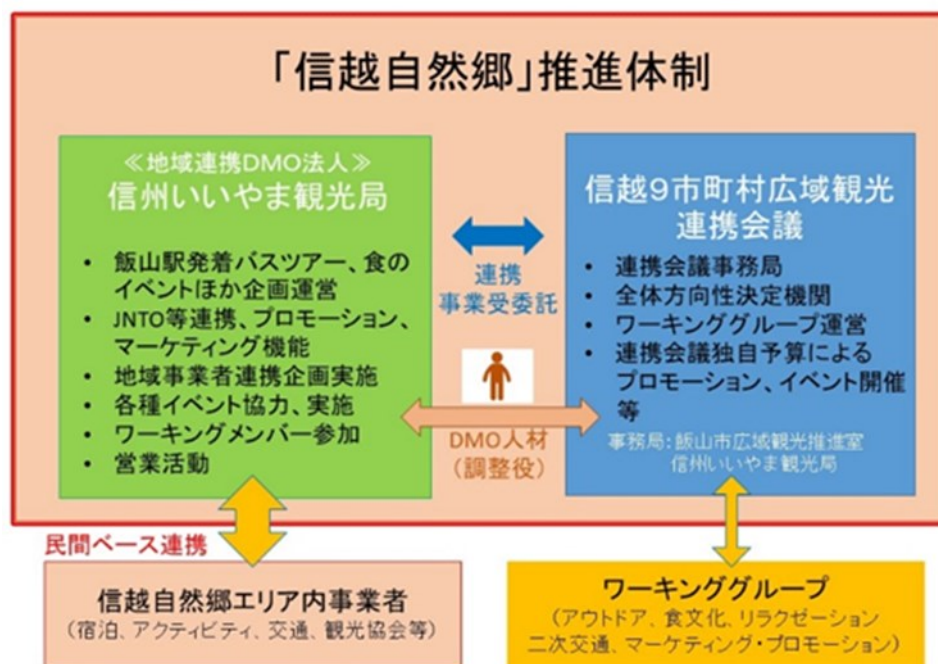 「信越自然郷」推進体制
≪地域連携DMO法人≫
信州いいやま観光局
• 飯山駅発着バスツアー、食の
イベントほか企画運営
• JNTO等連携、プロモーション、
マーケティング機能
• 地域事業者連携企画実施
• 各種イベント協力、実施
• ワーキングメンバー参加
• 営業活動
連携
事業受委託
DMO人材
(調整役)
信越9市町村広域観光
連携会議
• 連携会議事務局
• 全体方向性決定機関
• ワーキンググループ運営
• 連携会議独自予算による
プロモーション、イベント開催
等
事務局:飯山市広域観光推進室
信州いいやま観光局
民間ベース連携
信越自然郷エリア内事業者
(宿泊、アクティビティ、交通、観光協会等)
ワーキンググループ
(アウトドア、食文化、リラクゼーション
二次交通、マーケティング・プロモーション)